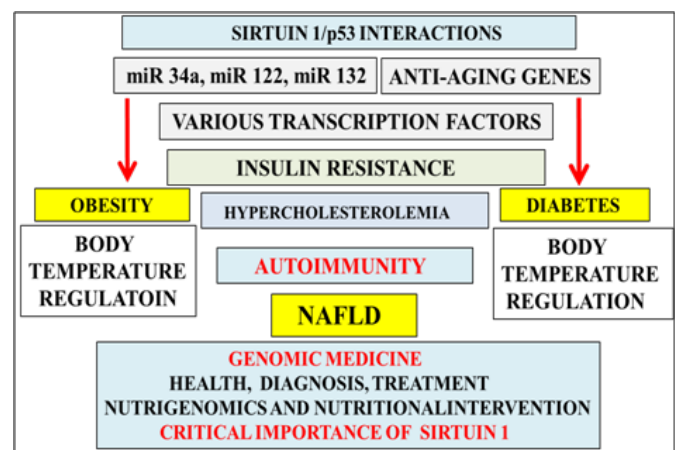 SIRTUIN 1/p53 INTERACTIONS
miR 34a, miR 122, miR 132
ANTI-AGING GENES
VARIOUS TRANSCRIPTION FACTORS
INSULIN RESISTANCE
OBESITY
HYPERCHOLESTEROLEMIA
DIABETES
BODY
TEMPERATURE
REGULATOIN
AUTOIMMUNITY
BODY
TEMPERATURE
REGULATION
NAFLD
GENOMIC MEDICINE
HEALTH, DIAGNOSIS, TREATMENT
NUTRIGENOMICS AND NUTRITIONALINTERVENTION
CRITICAL IMPORTANCE OF SIRTUIN 1